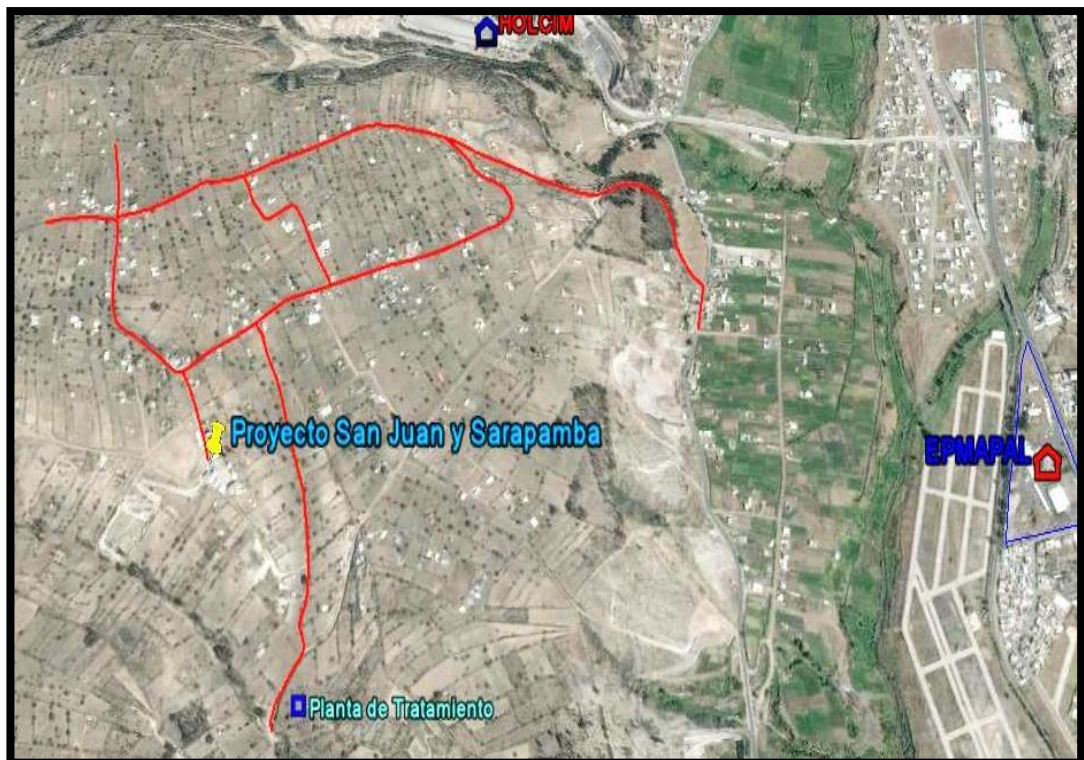 HOLCIM
Proyecto San Juan y Sarapamba
EPMAPAL
Planta de Tratamiento